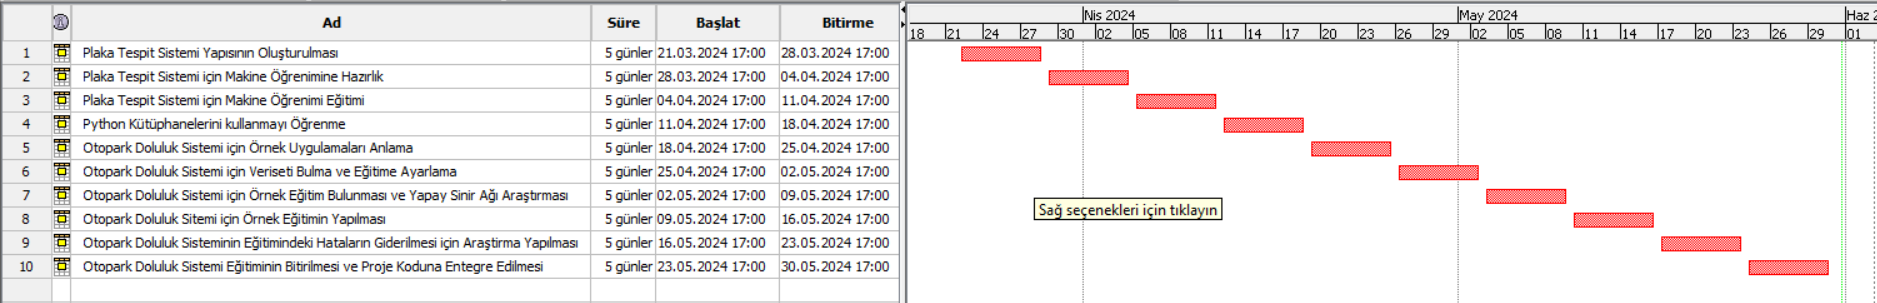 Ad Süre Başlat Bitirme
1 Plaka Tespit Sistemi Yapısının Oluşturulması 5 günler 21.03.2024 17:00 28.03.2024 17:00
2 Plaka Tespit Sistemi için Makine Öğrenimine Hazırlık 5 günler 28.03.2024 17:00 04.04.2024 17:00
3 Plaka Tespit Sistemi için Makine Öğrenimi Eğitimi 5 günler 04.04.2024 17:00 11.04.2024 17:00
4 Python Kütüphanelerini kullanmayı Öğrenme 5 günler 11.04.2024 17:00 18.04.2024 17:00
5 Otopark Doluluk Sistemi için Örnek Uygulamaları Anlama 5 günler 18.04.2024 17:00 25.04.2024 17:00
6 Otopark Doluluk Sistemi için Veriseti Bulma ve Eğitime Ayarlama 5 günler 25.04.2024 17:00 02.05.2024 17:00
7 Otopark Doluluk Sistemi için Örnek Eğitim Bulunması ve Yapay Sinir Ağı Araştırması 5 günler 02.05.2024 17:00 09.05.2024 17:00
8 Otopark Doluluk Sitemi için Örnek Eğitimin Yapılması 5 günler 09.05.2024 17:00 16.05.2024 17:00
9 Otopark Doluluk Sisteminin Eğitimindeki Hataların Giderilmesi için Araştırma Yapılması 5 günler 16.05.2024 17:00 23.05.2024 17:00
10 Otopark Doluluk Sistemi Eğitiminin Bitirilmesi ve Proje Koduna Entegre Edilmesi 5 günler 23.05.2024 17:00 30.05.2024 17:00
Nis 2024 May 2024 Haz 2
18 21 24 27 30 02 05 08 11 14 17 20 23 26 29 02 05 08 11 14 17 20 23 26 29 01
Sağ seçenekleri için tıklayın